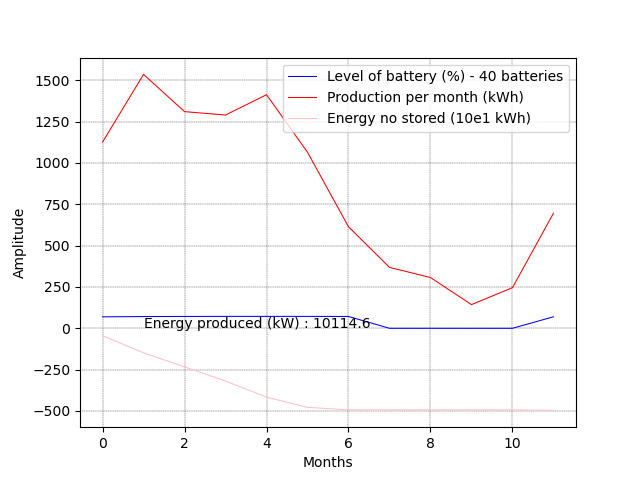 Level of battery (%) - 40 batteries
Production per month (kWh)
Energy no stored (10e1 kWh)
1500
1250
1000
750
500
250
0
−250
−500
Amplitude
Energy produced (kW) : 10114.6
0 2 4 6 8 10
Months